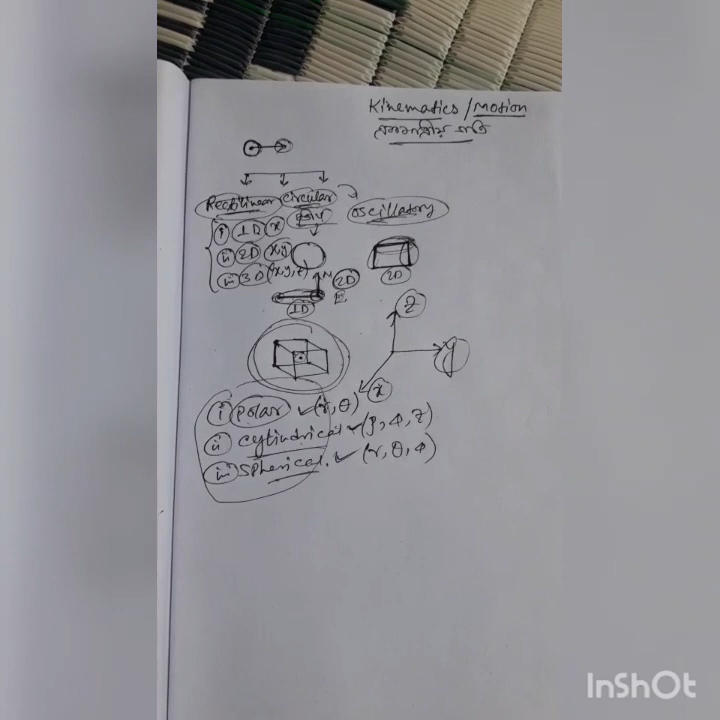 Kinematics / Motion
Rectilinear circular
oscillatory
i 1D x
ii 2D x,y
iii 3D (x,y,z)
N
2D
E
2D
1D
Z
y
x
i polar ✓ (r, θ)
ii cylindrical ✓ (ρ, φ, z)
iii spherical. ✓ (r, θ, φ)
InShOt